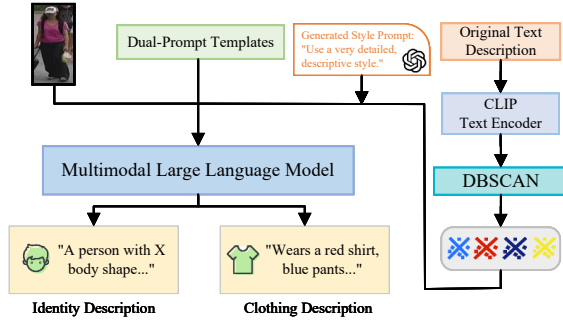 Dual-Prompt Templates
Generated Style Prompt:
"Use a very detailed,
descriptive style."
Original Text
Description
CLIP
Text Encoder
Multimodal Large Language Model
DBSCAN
"A person with X
body shape..."
"Wears a red shirt,
blue pants..."
Identity Description
Clothing Description